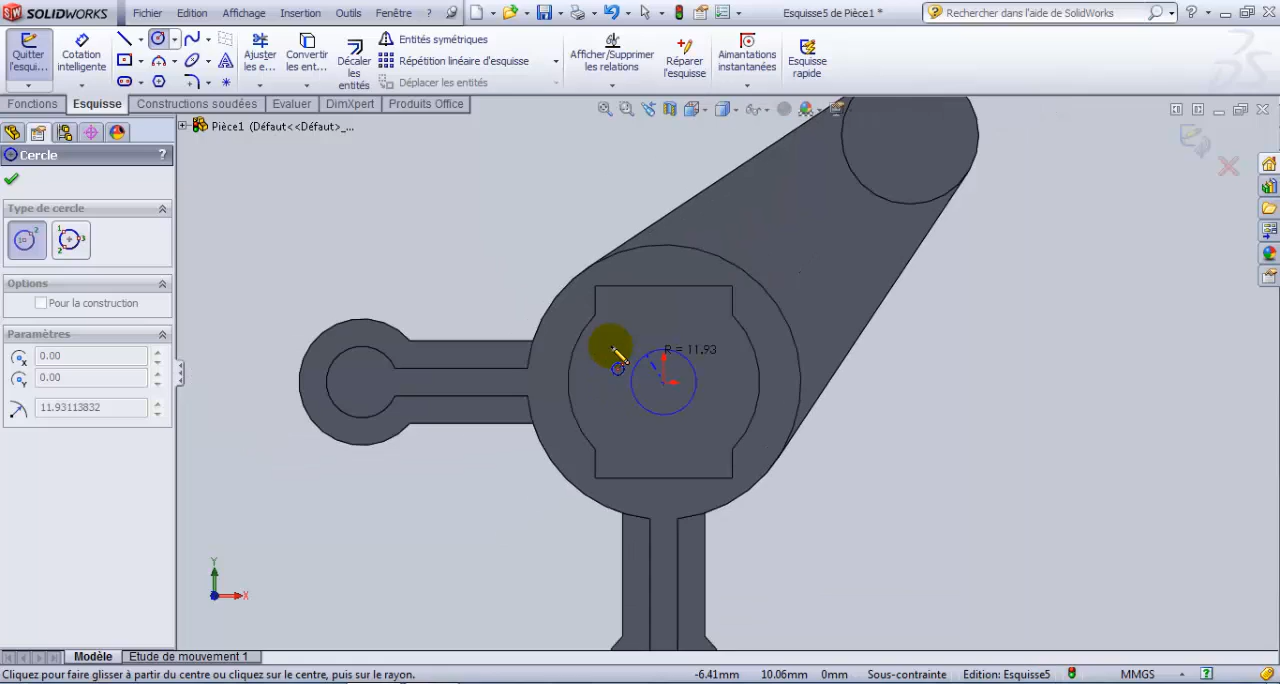 SOLIDWORKS
Fichier Edition Affichage Insertion Outils Fenêtre ?
Esquisse5 de Pièce1 *
Rechercher dans l'aide de SolidWorks
Quitter l'esqui...
Cotation intelligente
Ajuster les e...
Convertir les ent...
Décaler les entités
Entités symétriques
Répétition linéaire d'esquisse
Déplacer les entités
Afficher/Supprimer les relations
Réparer l'esquisse
Aimantations instantanées
Esquisse rapide
Fonctions Esquisse Constructions soudées Evaluer DimXpert Produits Office
Pièce1 (Défaut<<Défaut>_...
Cercle ?
Type de cercle
Options
Pour la construction
Paramètres
0.00
0.00
11.93113832
R = 11.93
Y
X
Modèle Etude de mouvement 1
Cliquez pour faire glisser à partir du centre ou cliquez sur le centre, puis sur le rayon.
-6.41mm 10.06mm 0mm Sous-contrainte Edition: Esquisse5 MMGS ?